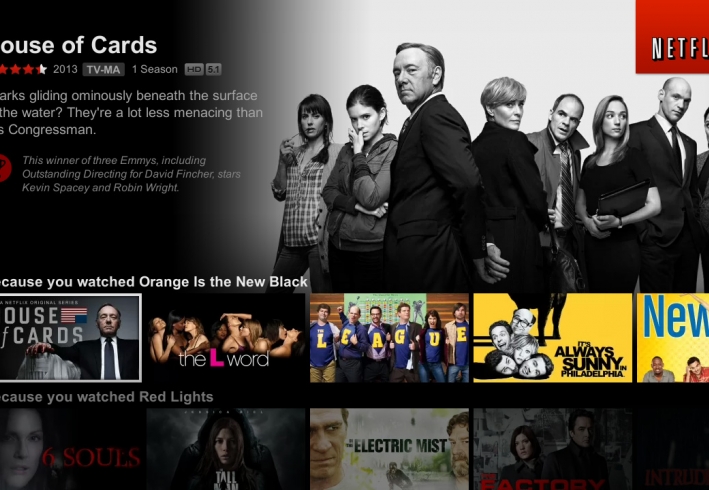 ouse of Cards
2013 TV-MA 1 Season HD 5.1
arks gliding ominously beneath the surface
the water? They're a lot less menacing than
s Congressman.
This winner of three Emmys, including
Outstanding Directing for David Fincher, stars
Kevin Spacey and Robin Wright.
NETFL
ecause you watched Orange Is the New Black
A NETFLIX ORIGINAL SERIES
HOUSE
of CARDS
the L word
LEAGUE
IT'S
ALWAYS
SUNNY IN
PHILADELPHIA
New
ecause you watched Red Lights
6 SOULS
THE
TALL
THE ELECTRIC MIST
THE
FACTORY
INTRUD